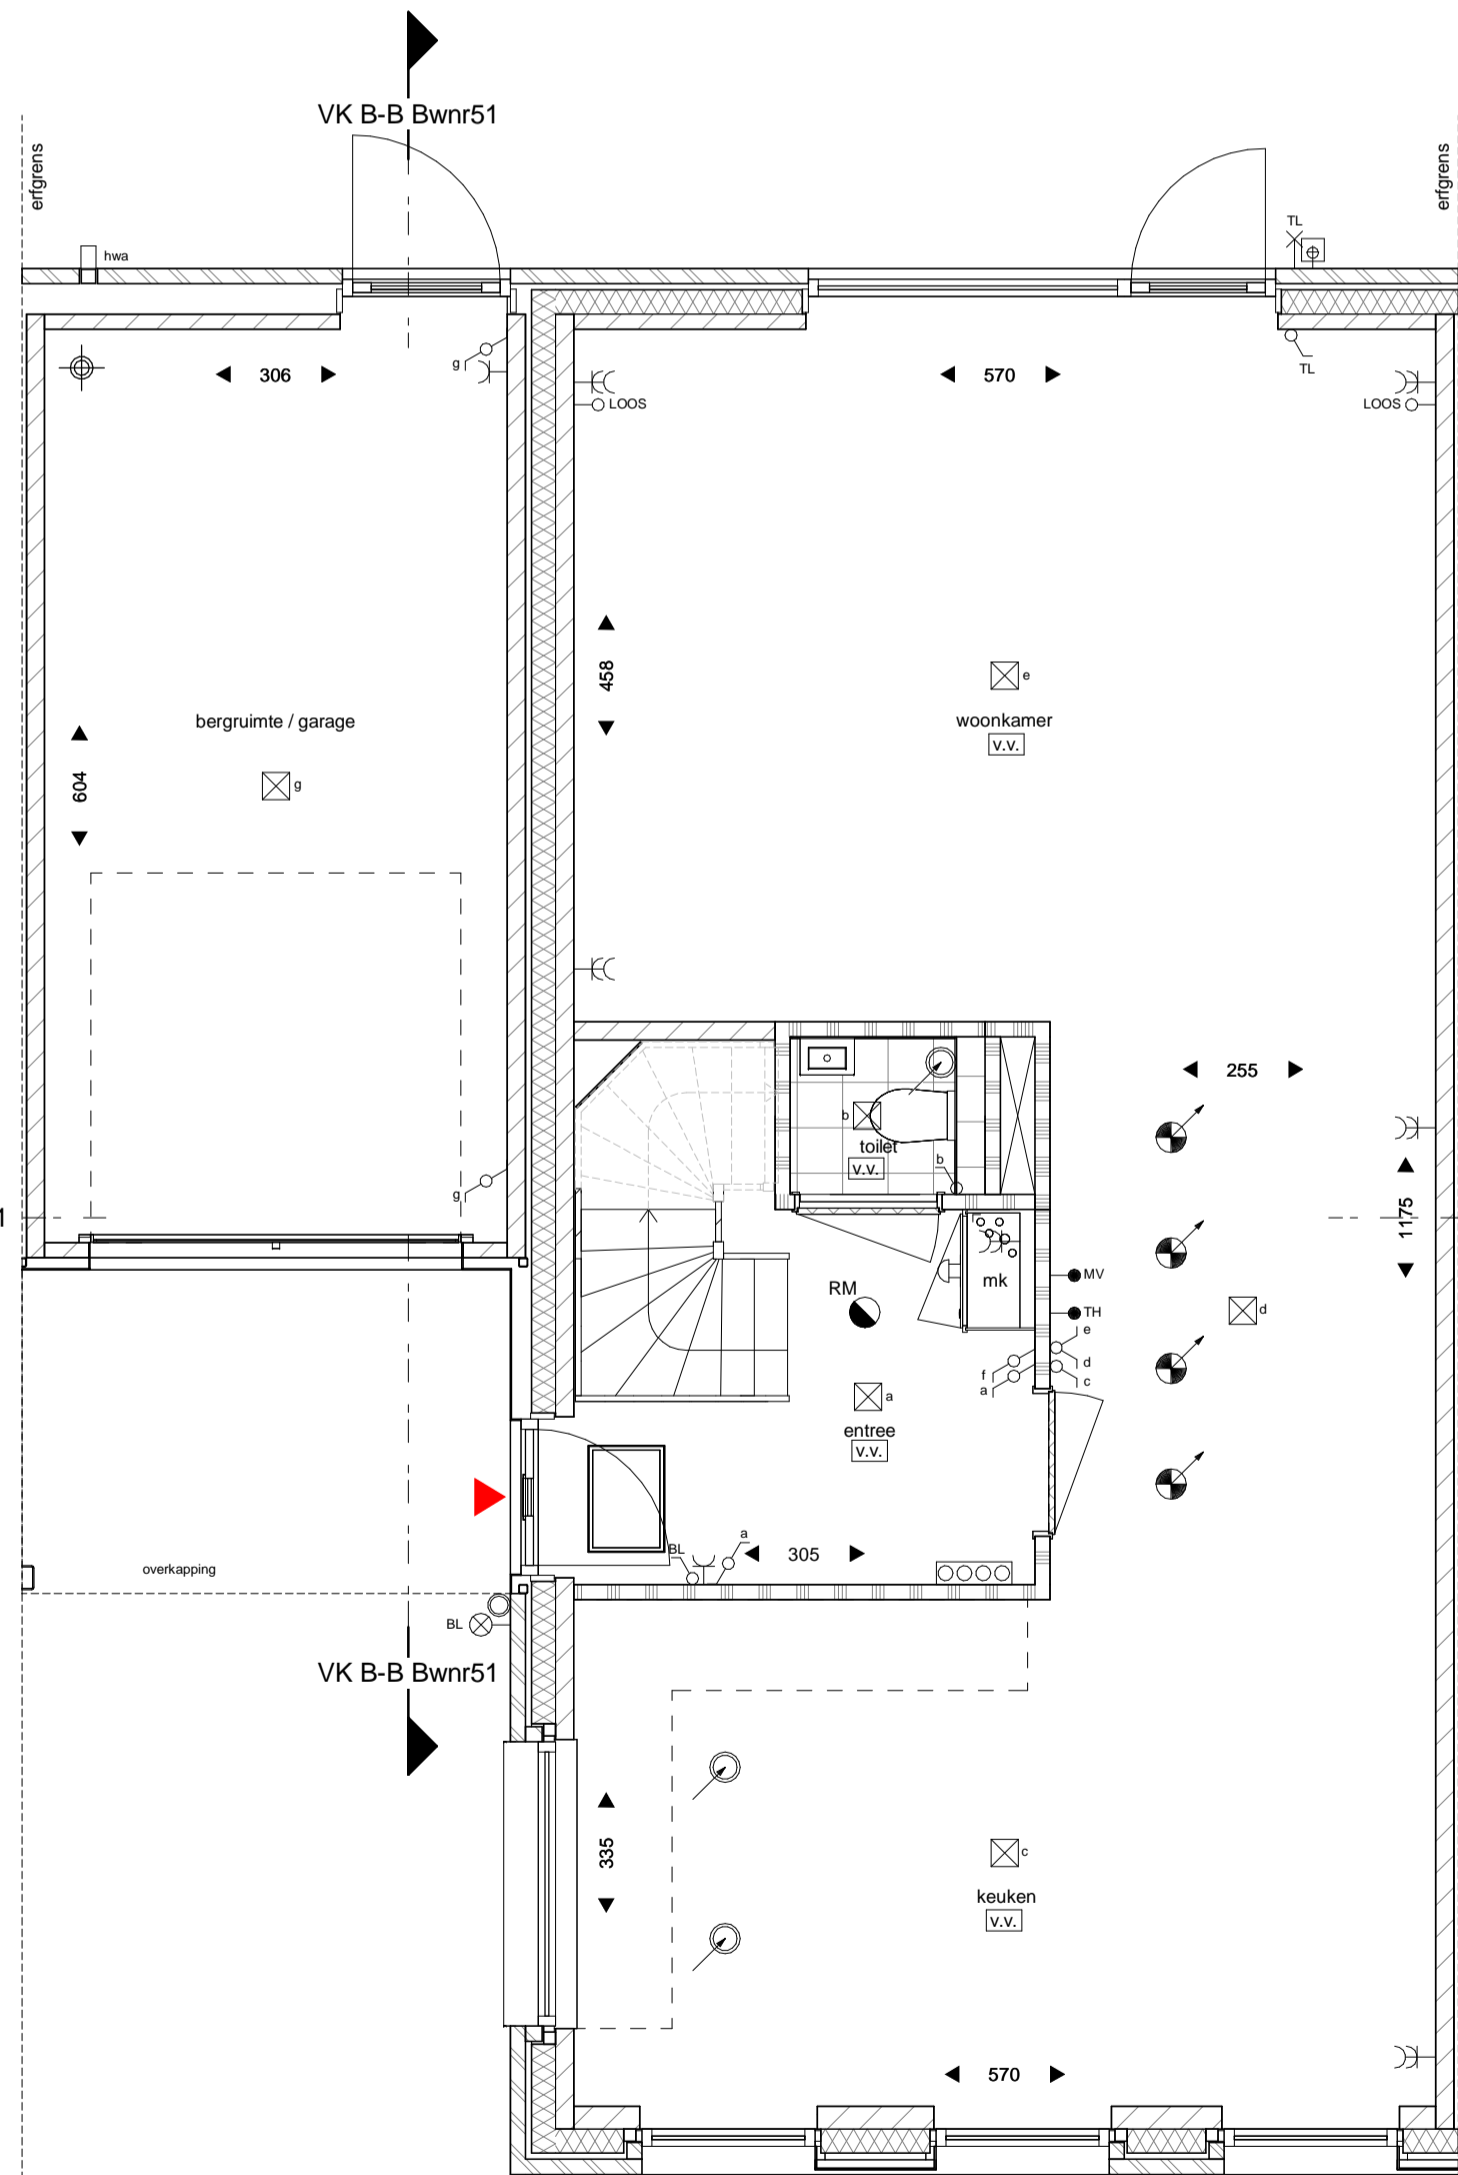 VK B-B Bwnr51
erfgrens
erfgrens
hwa
TL
g
306
570
TL
LOOS
LOOS
458
e
woonkamer
v.v.
bergruimte / garage
604
g
255
b
toilet
v.v.
b
g
1
1175
mk
MV
RM
TH
d
e
f
d
a
c
a
entree
v.v.
a
BL
305
overkapping
BL
VK B-B Bwnr51
335
c
keuken
v.v.
570